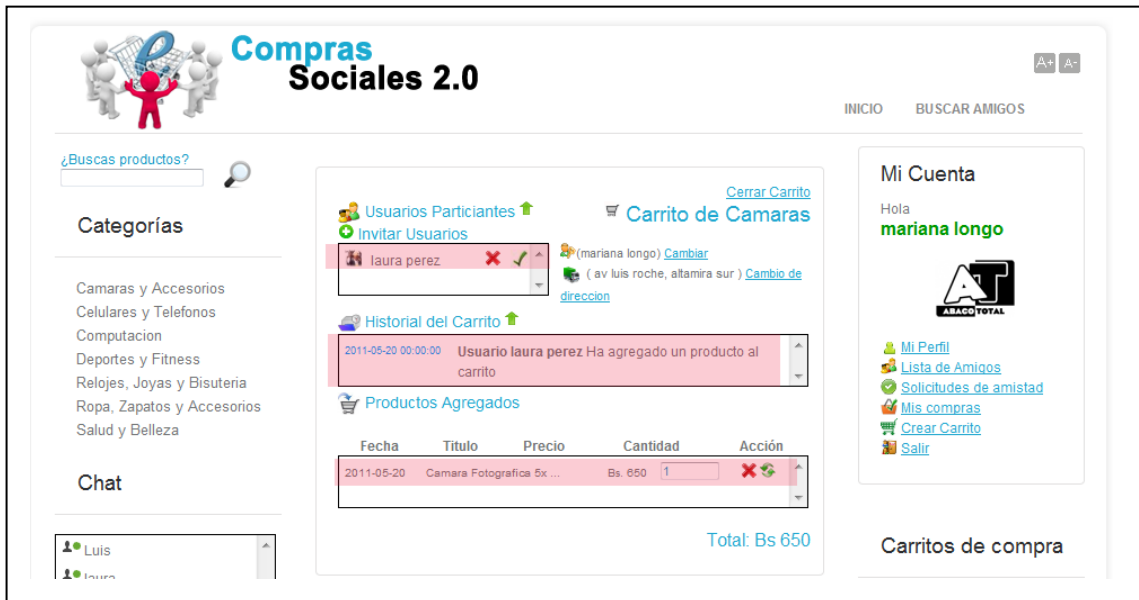 Compras
Sociales 2.0
A+ A-
INICIO BUSCAR AMIGOS
¿Buscas productos?
Categorías
Camaras y Accesorios
Celulares y Telefonos
Computacion
Deportes y Fitness
Relojes, Joyas y Bisuteria
Ropa, Zapatos y Accesorios
Salud y Belleza
Chat
Luis
laura
Cerrar Carrito
Usuarios Particiantes
Carrito de Camaras
Invitar Usuarios
laura perez
(mariana longo) Cambiar
( av luis roche, altamira sur ) Cambio de
direccion
Historial del Carrito
2011-05-20 00:00:00 Usuario laura perez Ha agregado un producto al
carrito
Productos Agregados
Fecha Titulo Precio Cantidad Acción
2011-05-20 Camara Fotografica 5x ... Bs. 650 1
Total: Bs 650
Mi Cuenta
Hola
mariana longo
AT
ABACO TOTAL
Mi Perfil
Lista de Amigos
Solicitudes de amistad
Mis compras
Crear Carrito
Salir
Carritos de compra